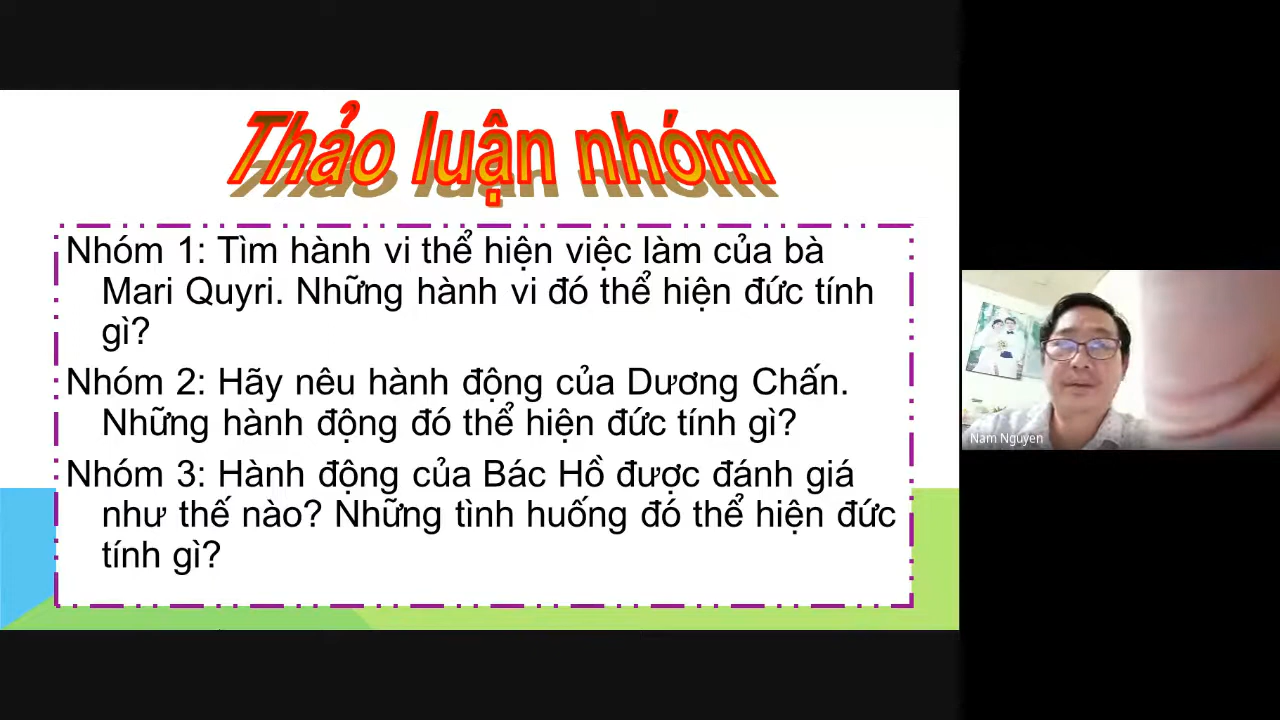 Thảo luận nhóm
Nhóm 1: Tìm hành vi thể hiện việc làm của bà
Mari Quyri. Những hành vi đó thể hiện đức tính
gì?
Nhóm 2: Hãy nêu hành động của Dương Chấn.
Những hành động đó thể hiện đức tính gì?
Nhóm 3: Hành động của Bác Hồ được đánh giá
như thế nào? Những tình huống đó thể hiện đức
tính gì?
Nam Nguyen